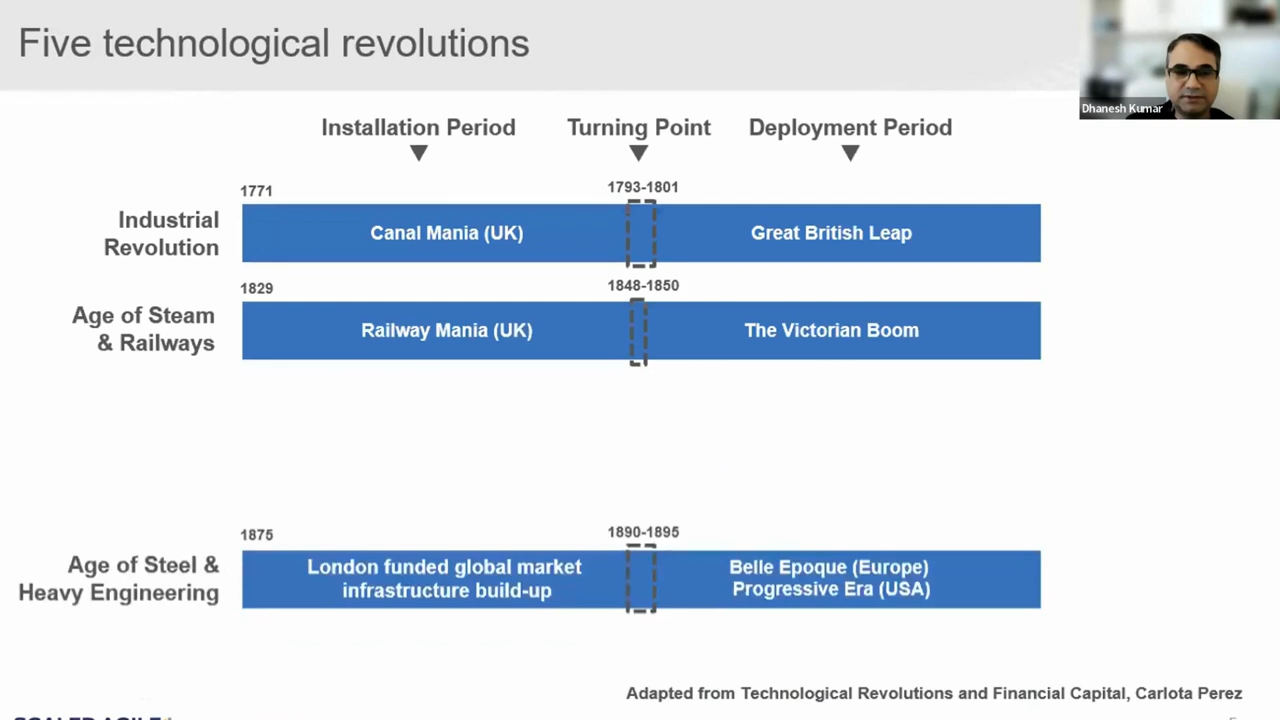 Five technological revolutions
Dhanesh Kumar
Installation Period
Turning Point
Deployment Period
1771
1793-1801
Industrial
Revolution
Canal Mania (UK)
Great British Leap
1829
1848-1850
Age of Steam
& Railways
Railway Mania (UK)
The Victorian Boom
1875
1890-1895
Age of Steel &
Heavy Engineering
London funded global market
infrastructure build-up
Belle Epoque (Europe)
Progressive Era (USA)
Adapted from Technological Revolutions and Financial Capital, Carlota Perez
SCALED AGILE